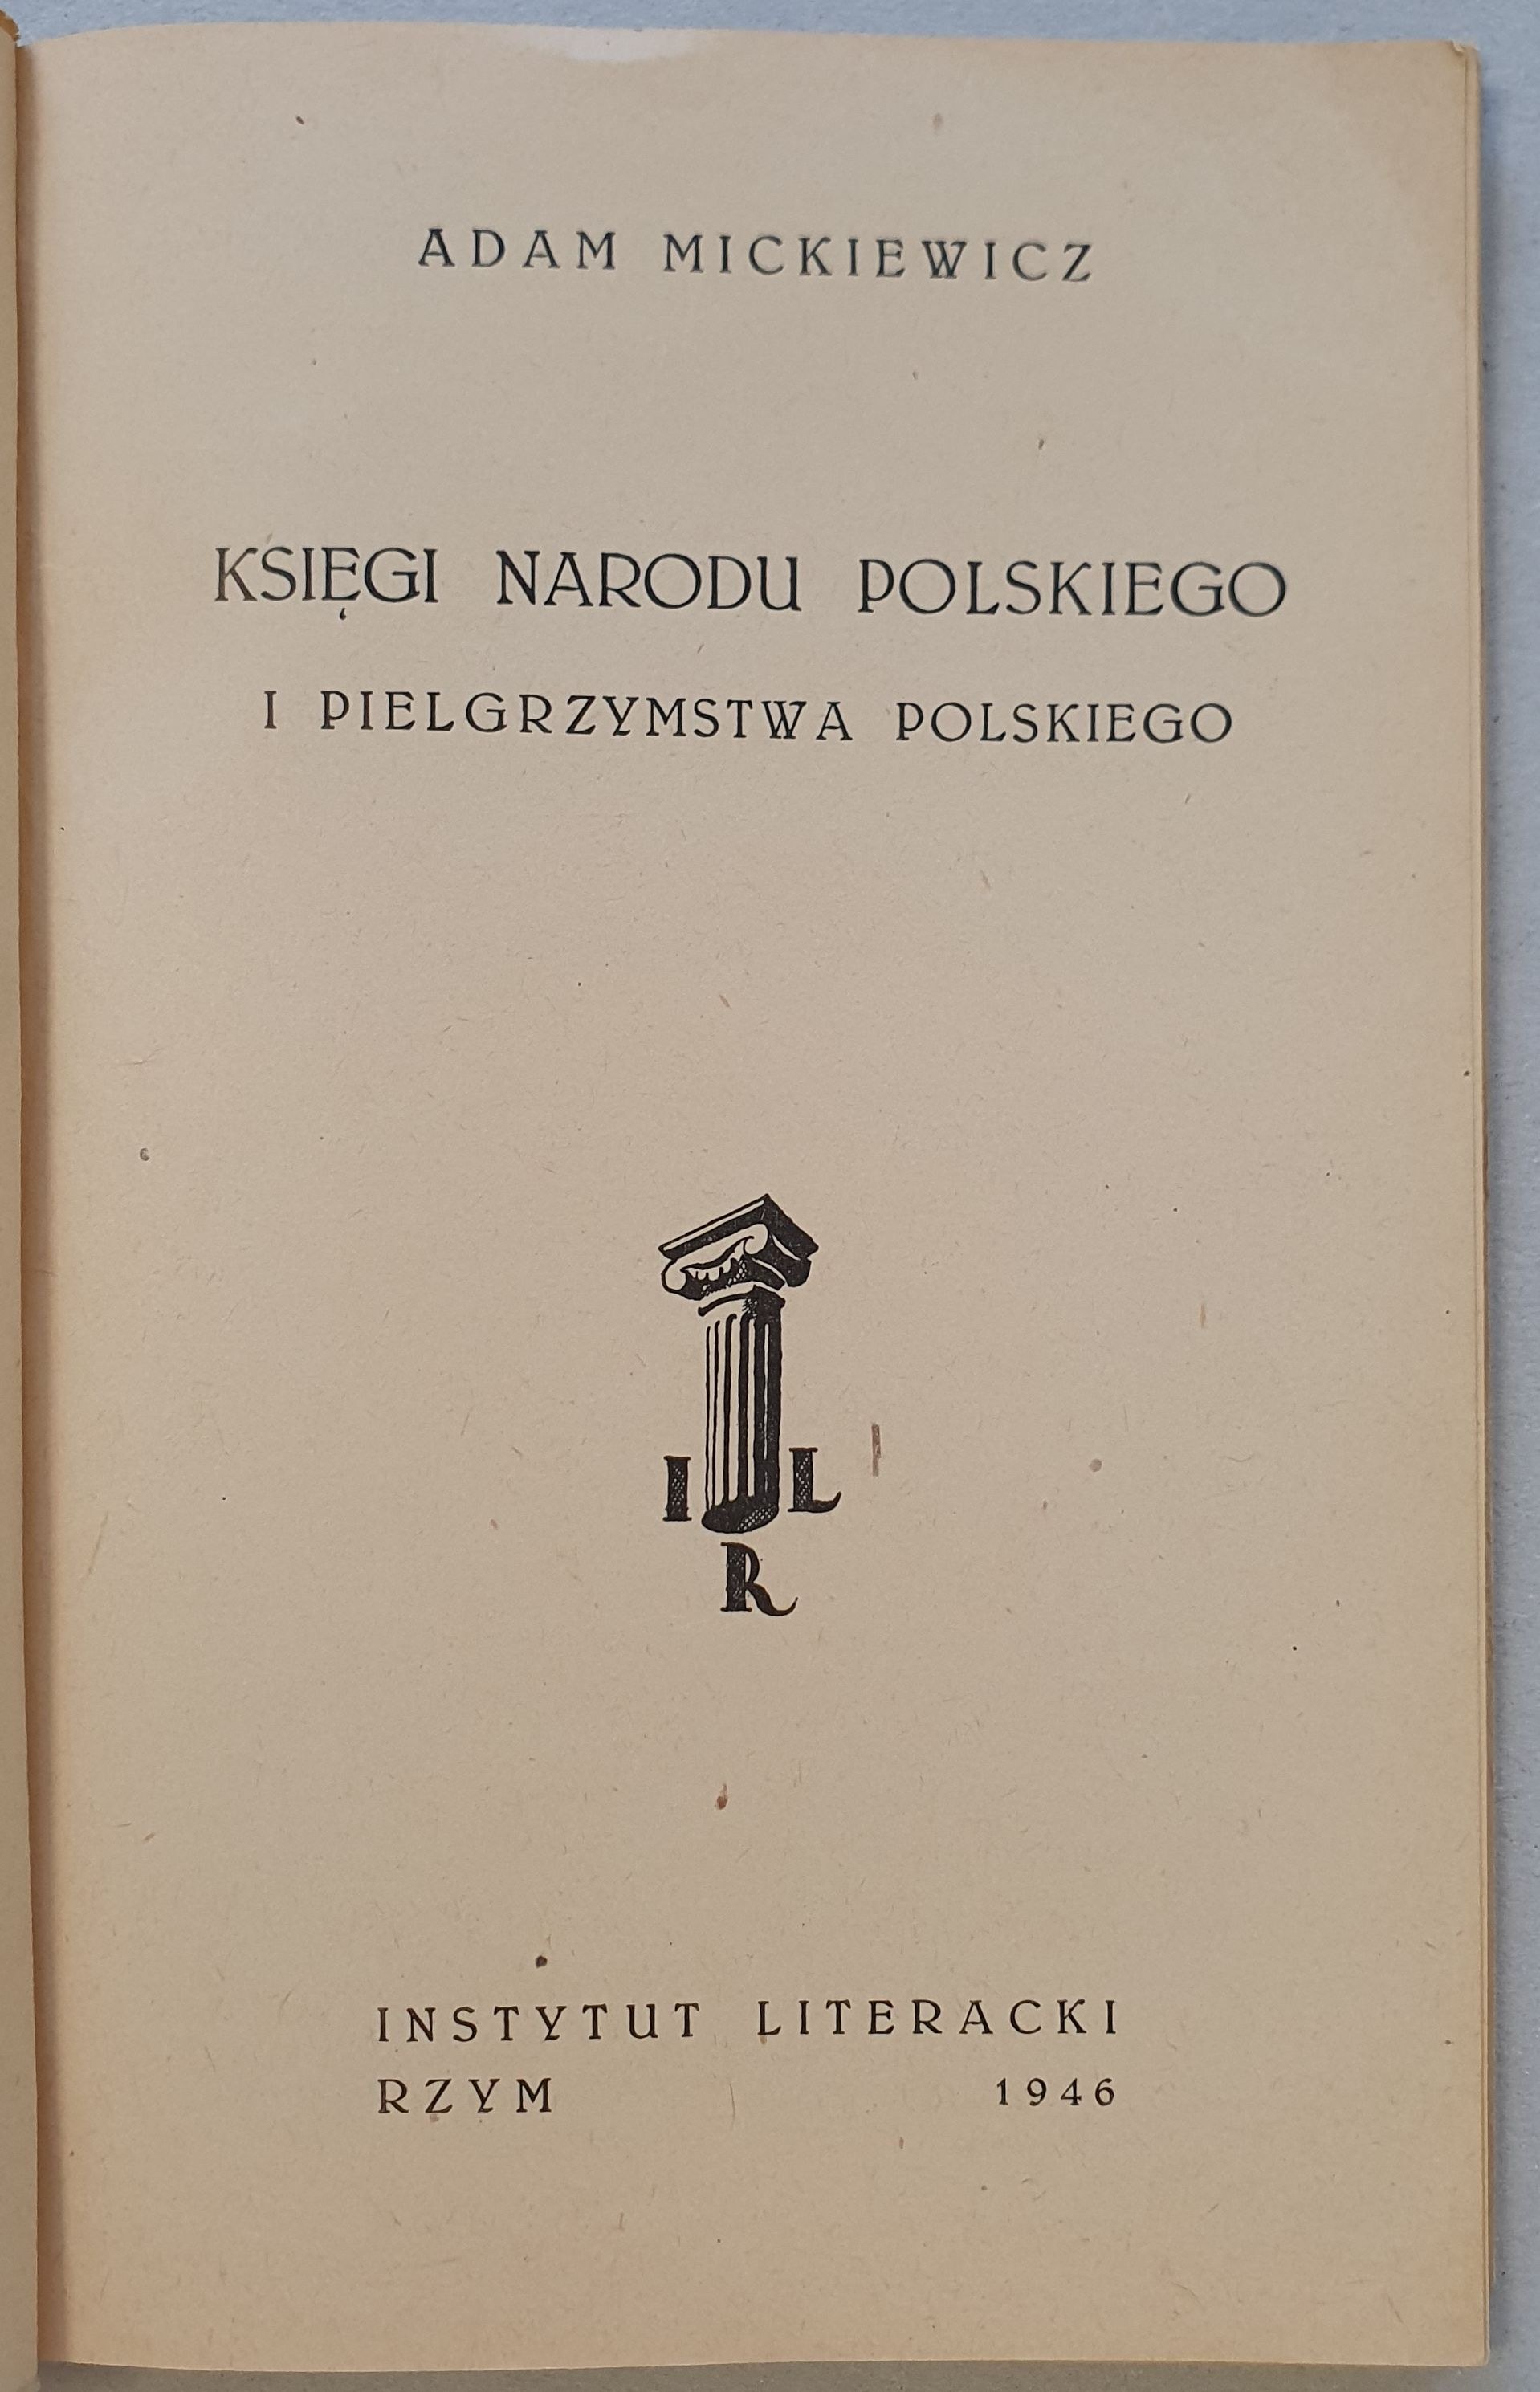 ADAM MICKIEWICZ
KSIĘGI NARODU POLSKIEGO
I PIELGRZYMSTWA POLSKIEGO
I L
R
INSTYTUT LITERACKI
RZYM 1946